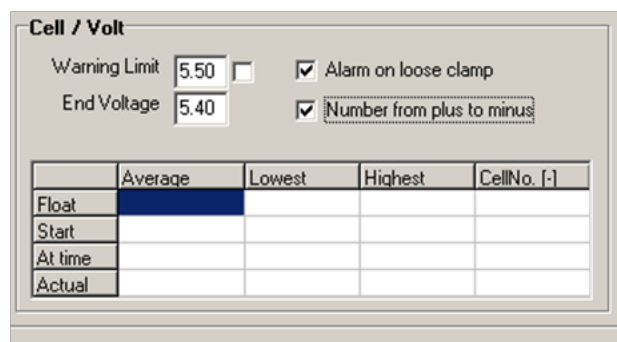 Cell / Volt
Warning Limit 5.50 Alarm on loose clamp
End Voltage 5.40 Number from plus to minus
Average Lowest Highest CellNo. [-]
Float
Start
At time
Actual